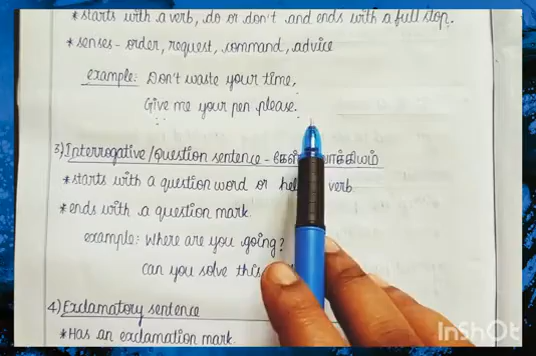 *starts with a verb, do or don't and ends with a full stop.
*senses - order, request, command, advice
example: Don't waste your time.
Give me your pen please.
3) Interrogative/Question sentence -
*starts with a question word or verb
*ends with a question mark
example: Where are you going?
can you solve this
4) Exclamatory sentence
*Has an exclamation mark.
InShOt